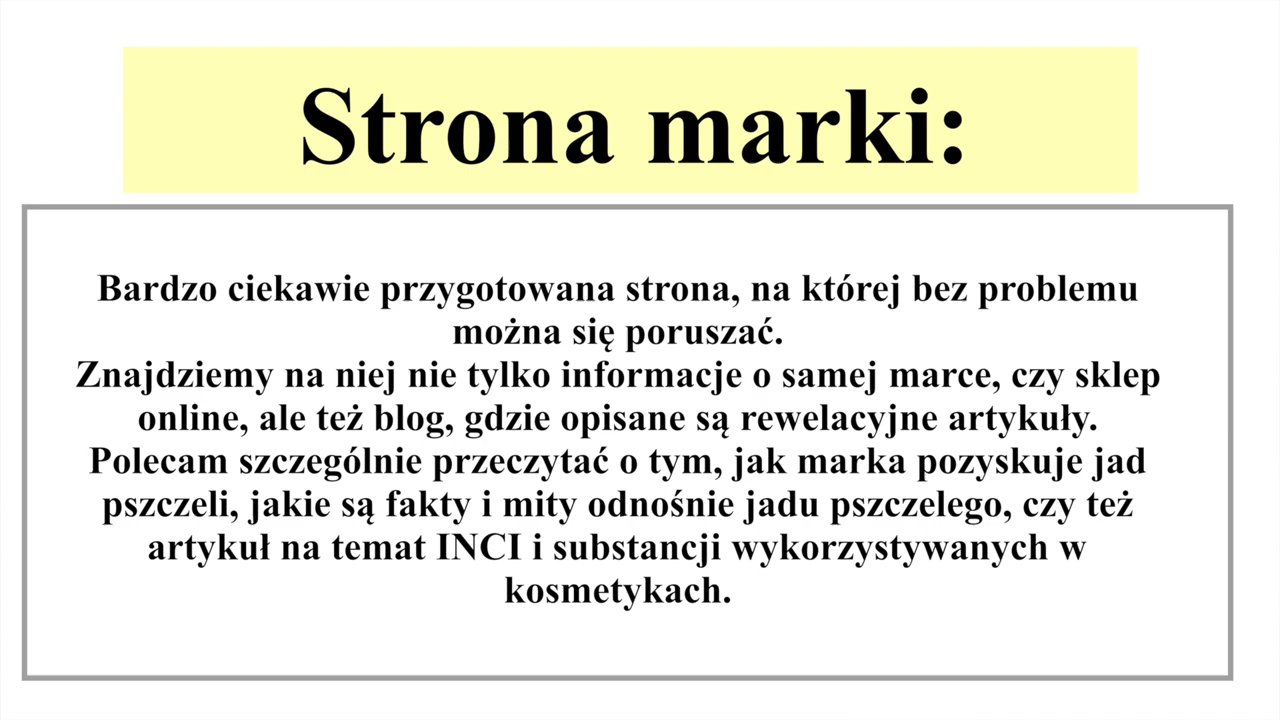 Strona marki:
Bardzo ciekawie przygotowana strona, na której bez problemu
można się poruszać.
Znajdziemy na niej nie tylko informacje o samej marce, czy sklep
online, ale też blog, gdzie opisane są rewelacyjne artykuły.
Polecam szczególnie przeczytać o tym, jak marka pozyskuje jad
pszczeli, jakie są fakty i mity odnośnie jadu pszczelego, czy też
artykuł na temat INCI i substancji wykorzystywanych w
kosmetykach.